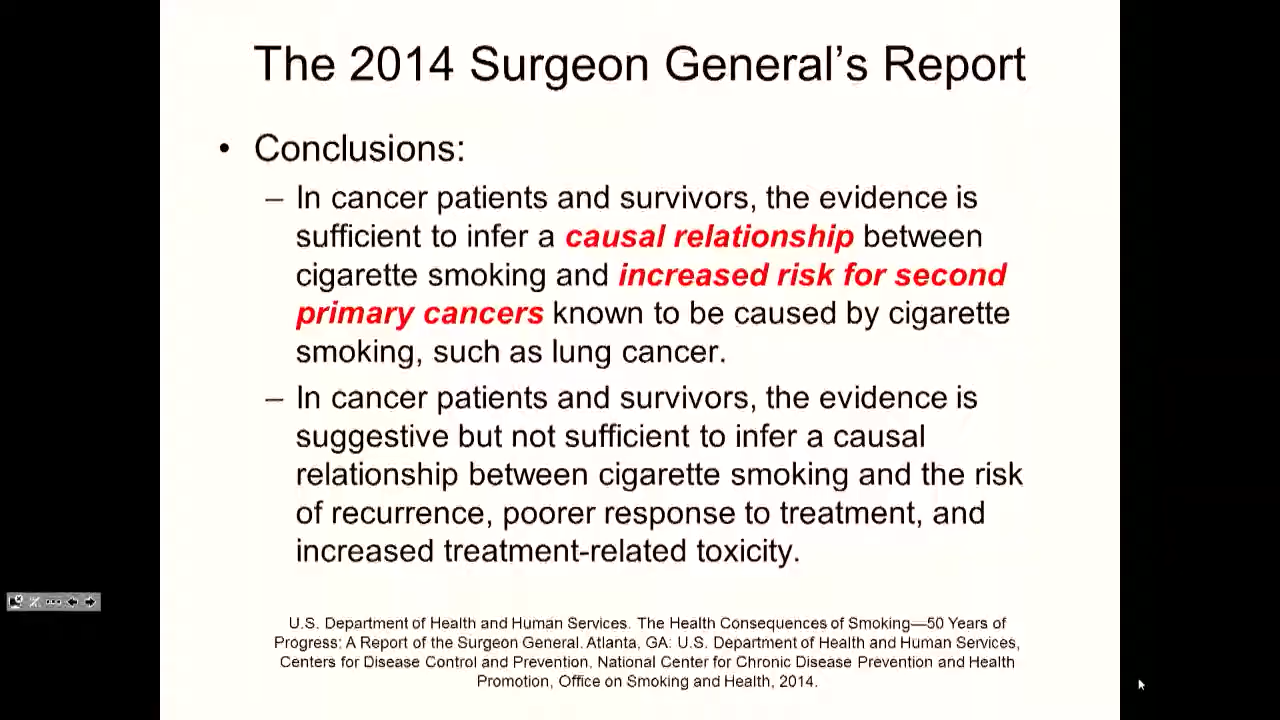 The 2014 Surgeon General’s Report
• Conclusions:
– In cancer patients and survivors, the evidence is
sufficient to infer a causal relationship between
cigarette smoking and increased risk for second
primary cancers known to be caused by cigarette
smoking, such as lung cancer.
– In cancer patients and survivors, the evidence is
suggestive but not sufficient to infer a causal
relationship between cigarette smoking and the risk
of recurrence, poorer response to treatment, and
increased treatment-related toxicity.
U.S. Department of Health and Human Services. The Health Consequences of Smoking—50 Years of
Progress: A Report of the Surgeon General. Atlanta, GA: U.S. Department of Health and Human Services,
Centers for Disease Control and Prevention, National Center for Chronic Disease Prevention and Health
Promotion, Office on Smoking and Health, 2014.